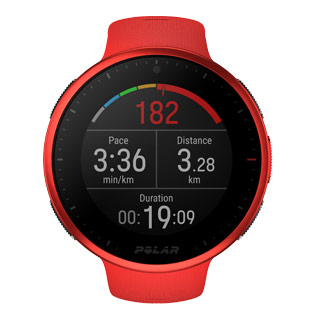 182
Pace
3:36
min/km
Distance
3.28
km
Duration
00:19:09
POLAR